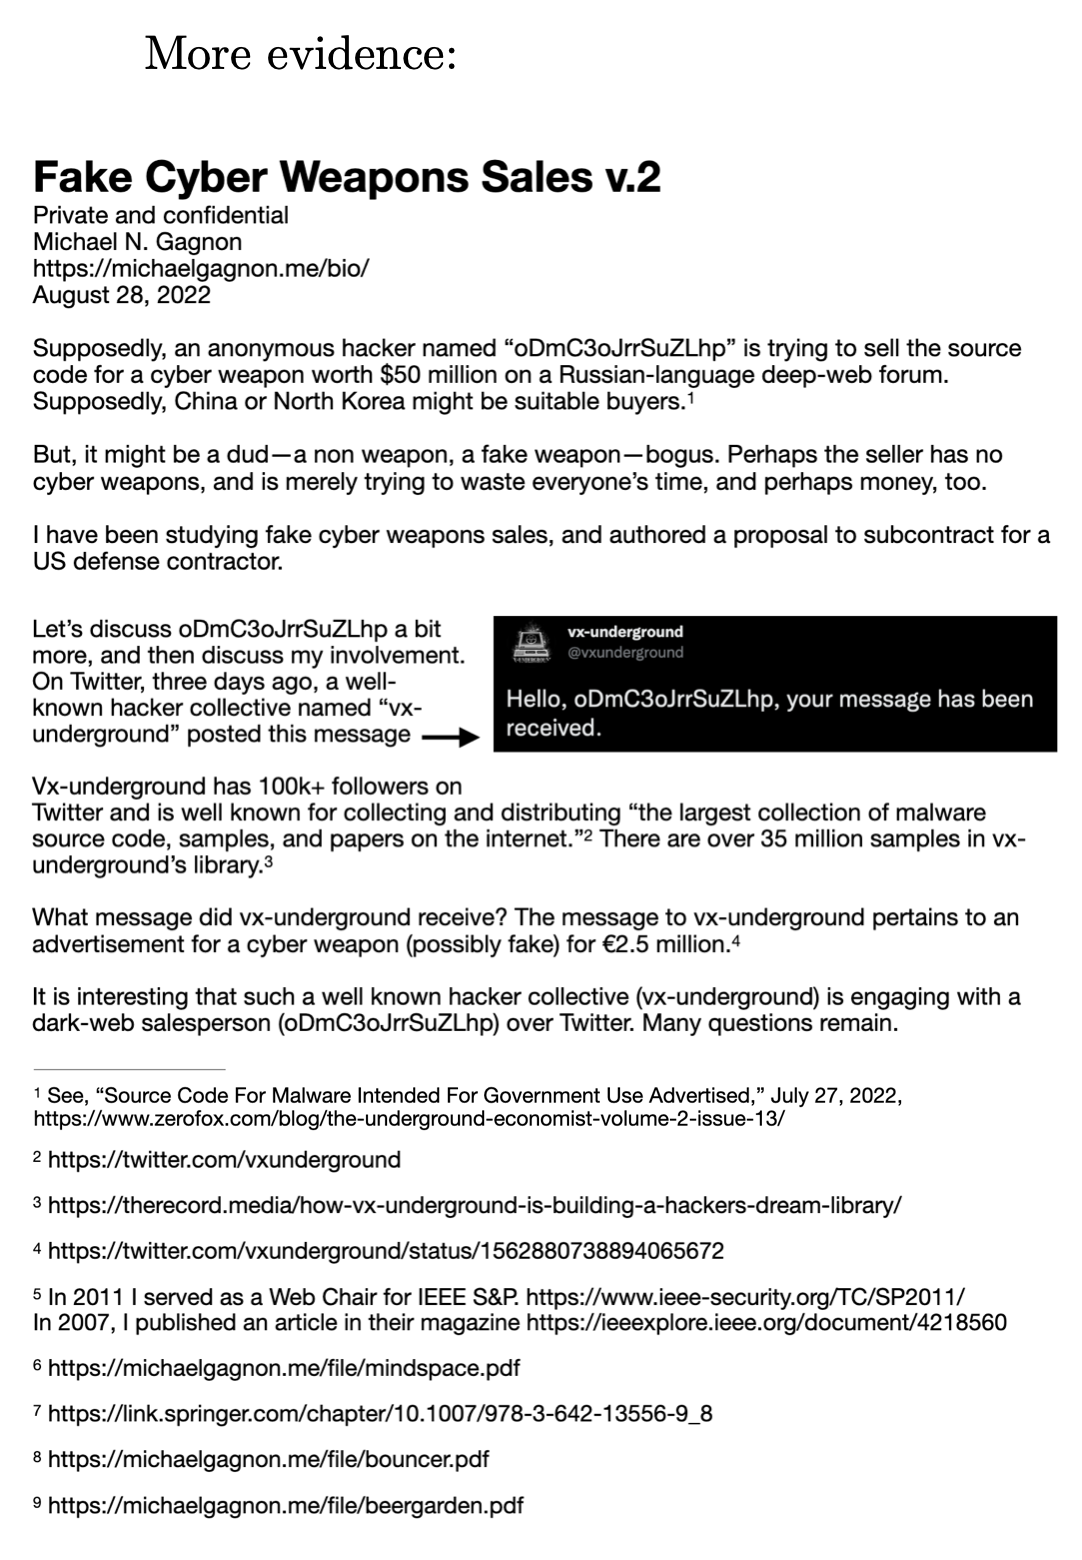 More evidence:
Fake Cyber Weapons Sales v.2
Private and confidential
Michael N. Gagnon
https://michaelgagnon.me/bio/
August 28, 2022
Supposedly, an anonymous hacker named “oDmC3oJrrSuZLhp” is trying to sell the source
code for a cyber weapon worth $50 million on a Russian-language deep-web forum.
Supposedly, China or North Korea might be suitable buyers.¹
But, it might be a dud—a non weapon, a fake weapon—bogus. Perhaps the seller has no
cyber weapons, and is merely trying to waste everyone’s time, and perhaps money, too.
I have been studying fake cyber weapons sales, and authored a proposal to subcontract for a
US defense contractor.
Let’s discuss oDmC3oJrrSuZLhp a bit
more, and then discuss my involvement.
On Twitter, three days ago, a well-
known hacker collective named “vx-
underground” posted this message
vx-underground
@vxunderground
Hello, oDmC3oJrrSuZLhp, your message has been
received.
Vx-underground has 100k+ followers on
Twitter and is well known for collecting and distributing “the largest collection of malware
source code, samples, and papers on the internet.”² There are over 35 million samples in vx-
underground’s library.³
What message did vx-underground receive? The message to vx-underground pertains to an
advertisement for a cyber weapon (possibly fake) for €2.5 million.⁴
It is interesting that such a well known hacker collective (vx-underground) is engaging with a
dark-web salesperson (oDmC3oJrrSuZLhp) over Twitter. Many questions remain.
¹ See, “Source Code For Malware Intended For Government Use Advertised,” July 27, 2022,
https://www.zerofox.com/blog/the-underground-economist-volume-2-issue-13/
² https://twitter.com/vxunderground
³ https://therecord.media/how-vx-underground-is-building-a-hackers-dream-library/
⁴ https://twitter.com/vxunderground/status/1562880738894065672
⁵ In 2011 I served as a Web Chair for IEEE S&P. https://www.ieee-security.org/TC/SP2011/
In 2007, I published an article in their magazine https://ieeexplore.ieee.org/document/4218560
⁶ https://michaelgagnon.me/file/mindspace.pdf
⁷ https://link.springer.com/chapter/10.1007/978-3-642-13556-9_8
⁸ https://michaelgagnon.me/file/bouncer.pdf
⁹ https://michaelgagnon.me/file/beergarden.pdf